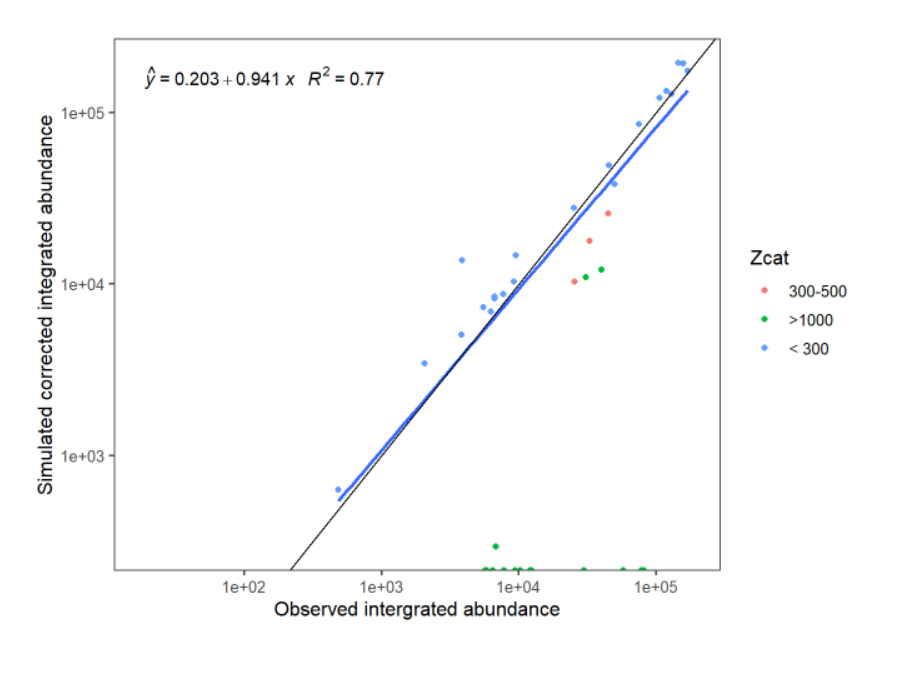 ŷ = 0.203 + 0.941 x R² = 0.77
Simulated corrected integrated abundance
1e+05
1e+04
1e+03
1e+02 1e+03 1e+04 1e+05
Observed intergrated abundance
Zcat
300-500
>1000
< 300